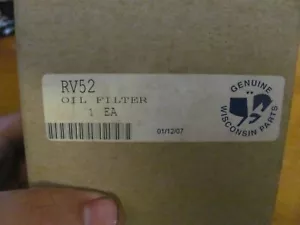 RV52
OIL FILTER
1 EA
01/12/07
GENUINE
WISCONSIN PARTS